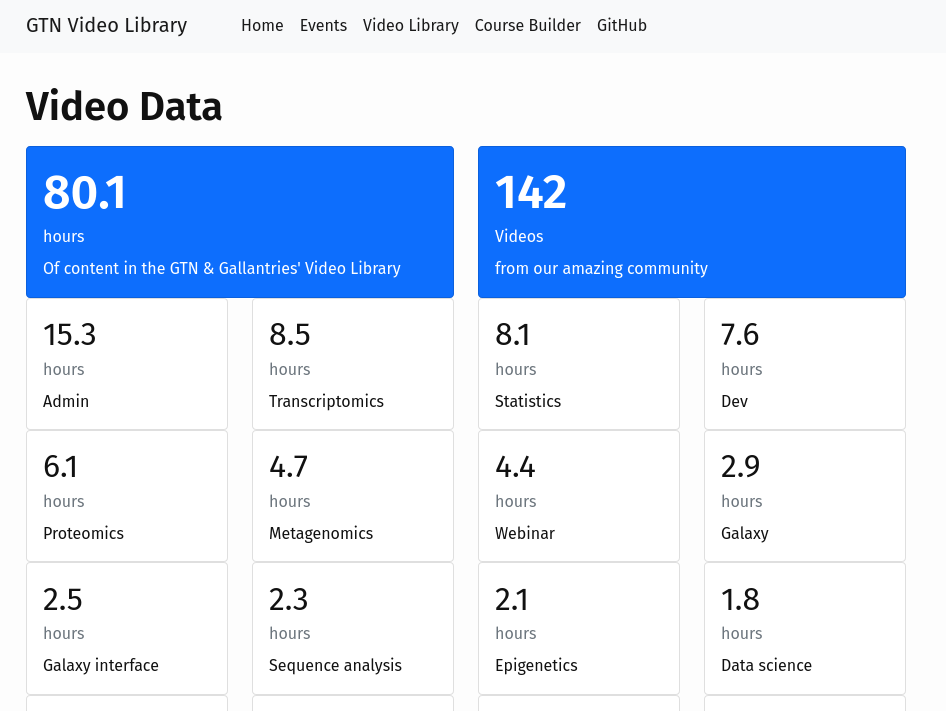 GTN Video Library Home Events Video Library Course Builder GitHub
Video Data
80.1
hours
Of content in the GTN & Gallantries' Video Library
142
Videos
from our amazing community
15.3
hours
Admin
8.5
hours
Transcriptomics
8.1
hours
Statistics
7.6
hours
Dev
6.1
hours
Proteomics
4.7
hours
Metagenomics
4.4
hours
Webinar
2.9
hours
Galaxy
2.5
hours
Galaxy interface
2.3
hours
Sequence analysis
2.1
hours
Epigenetics
1.8
hours
Data science